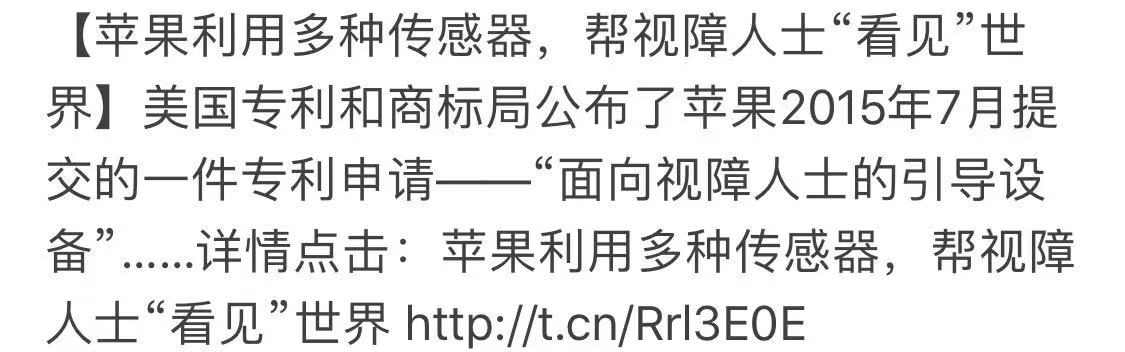 【苹果利用多种传感器，帮视障人士“看见”世
界】美国专利和商标局公布了苹果2015年7月提
交的一件专利申请——“面向视障人士的引导设
备”……详情点击：苹果利用多种传感器，帮视障
人士“看见”世界 http://t.cn/Rrl3E0E